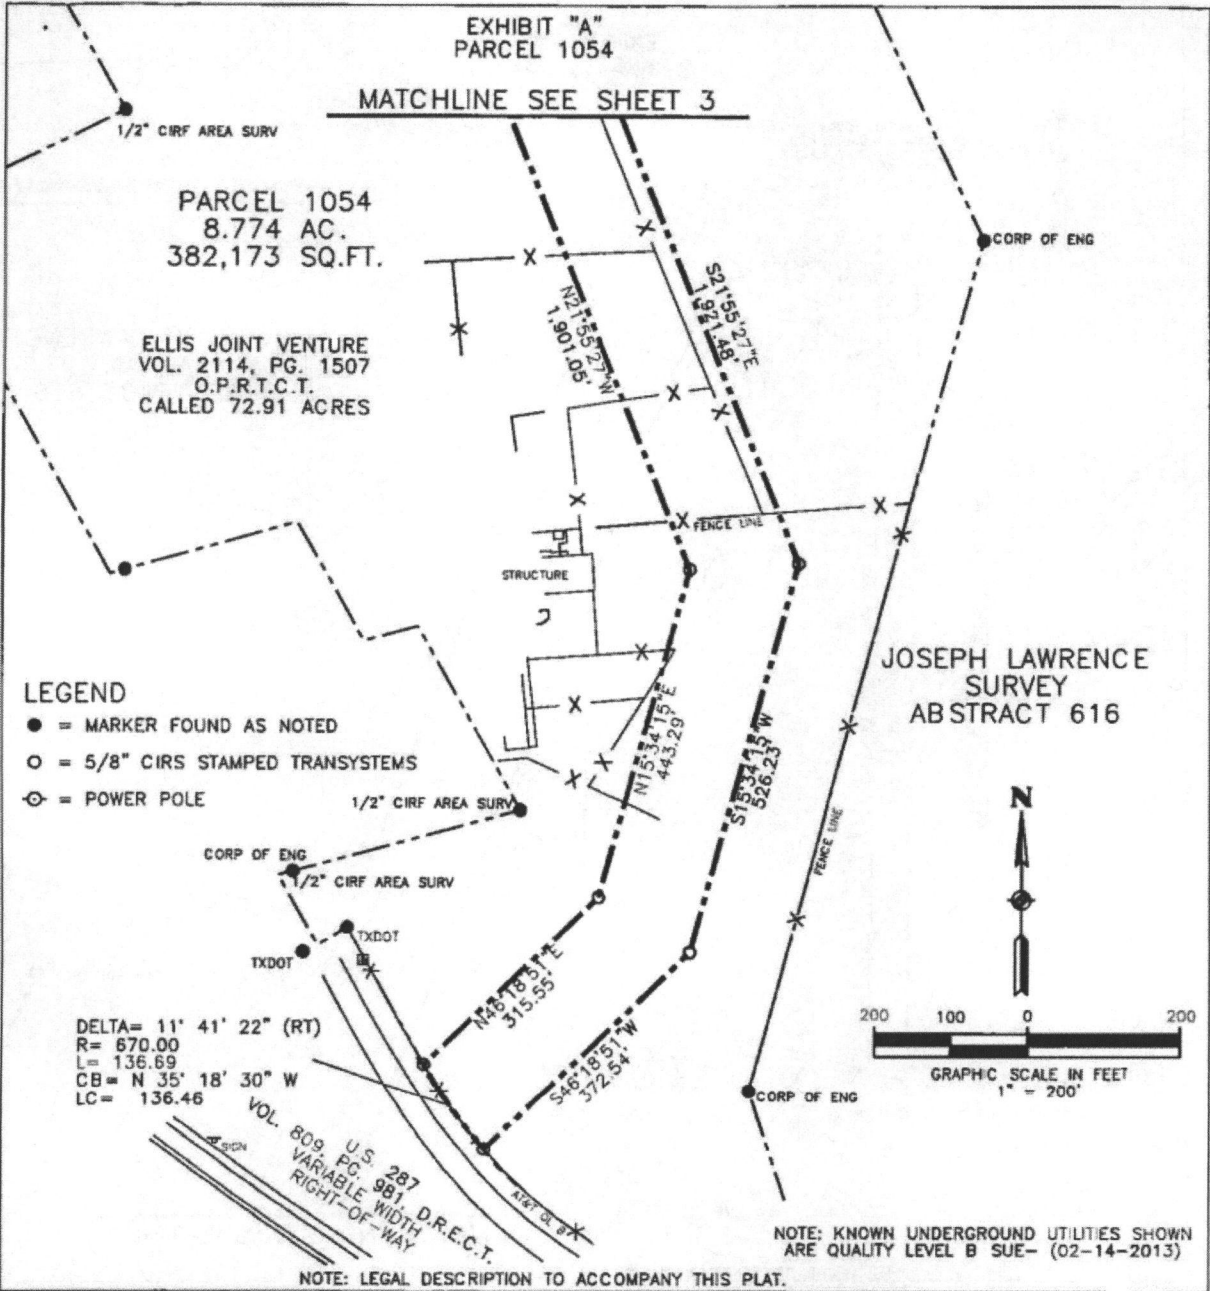 EXHIBIT "A"
PARCEL 1054
MATCHLINE SEE SHEET 3
1/2" CIRF AREA SURV
PARCEL 1054
8.774 AC.
382,173 SQ.FT.
CORP OF ENG
N21°55'27"W
1,901.05'
S21°55'27"E
1,921.48'
ELLIS JOINT VENTURE
VOL. 2114, PG. 1507
O.P.R.T.C.T.
CALLED 72.91 ACRES
FENCE LINE
STRUCTURE
JOSEPH LAWRENCE
SURVEY
ABSTRACT 616
LEGEND
= MARKER FOUND AS NOTED
= 5/8" CIRS STAMPED TRANSYSTEMS
= POWER POLE
N15°34'15"E
443.29'
S15°34'15"W
526.23'
1/2" CIRF AREA SURV
FENCE LINE
N
CORP OF ENG
1/2" CIRF AREA SURV
TXDOT
TXDOT
N46°18'51"E
315.55'
S46°18'51"W
372.54'
DELTA= 11° 41' 22" (RT)
R= 670.00
L= 136.69
CB= N 35° 18' 30" W
LC= 136.46
200 100 0 200
GRAPHIC SCALE IN FEET
1" = 200'
CORP OF ENG
SIGN
U.S. 287
VOL. 809, PG. 981, D.R.E.C.T.
VARIABLE WIDTH
RIGHT-OF-WAY
AT&T QL B
NOTE: KNOWN UNDERGROUND UTILITIES SHOWN
ARE QUALITY LEVEL B SUE- (02-14-2013)
NOTE: LEGAL DESCRIPTION TO ACCOMPANY THIS PLAT.